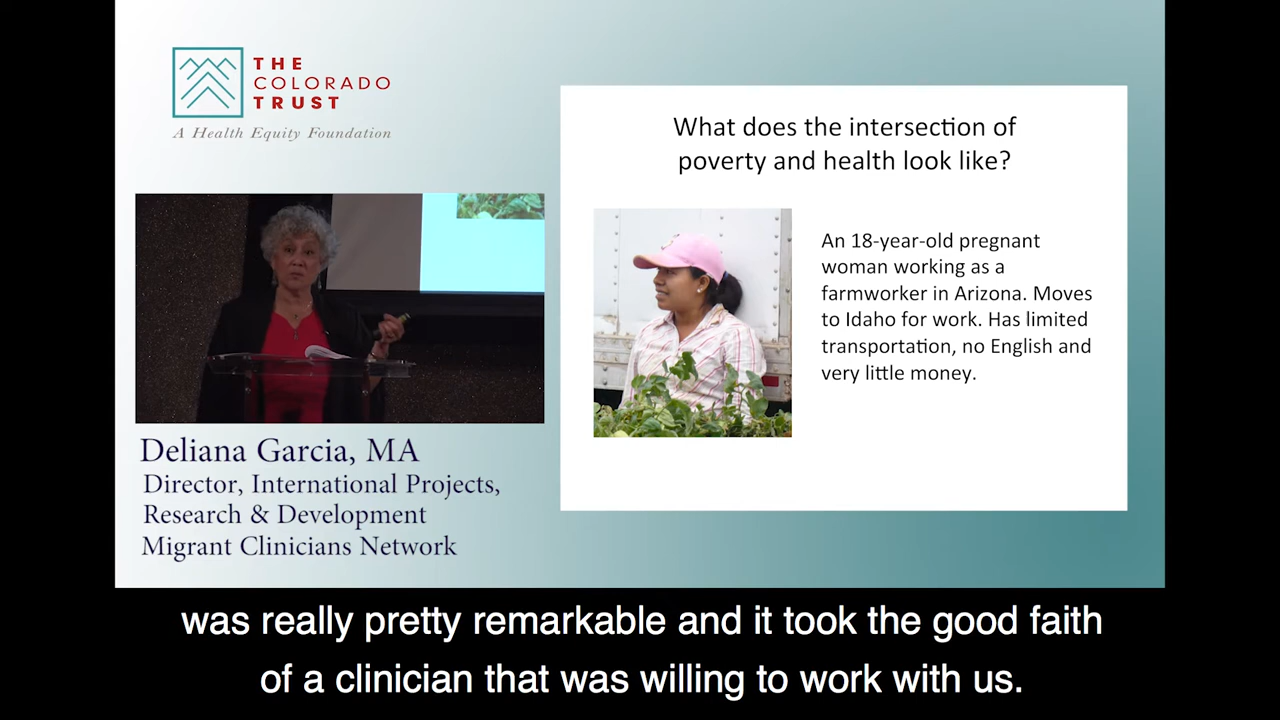 THE
COLORADO
TRUST
A Health Equity Foundation
What does the intersection of
poverty and health look like?
An 18-year-old pregnant
woman working as a
farmworker in Arizona. Moves
to Idaho for work. Has limited
transportation, no English and
very little money.
Deliana Garcia, MA
Director, International Projects,
Research & Development
Migrant Clinicians Network
was really pretty remarkable and it took the good faith
of a clinician that was willing to work with us.